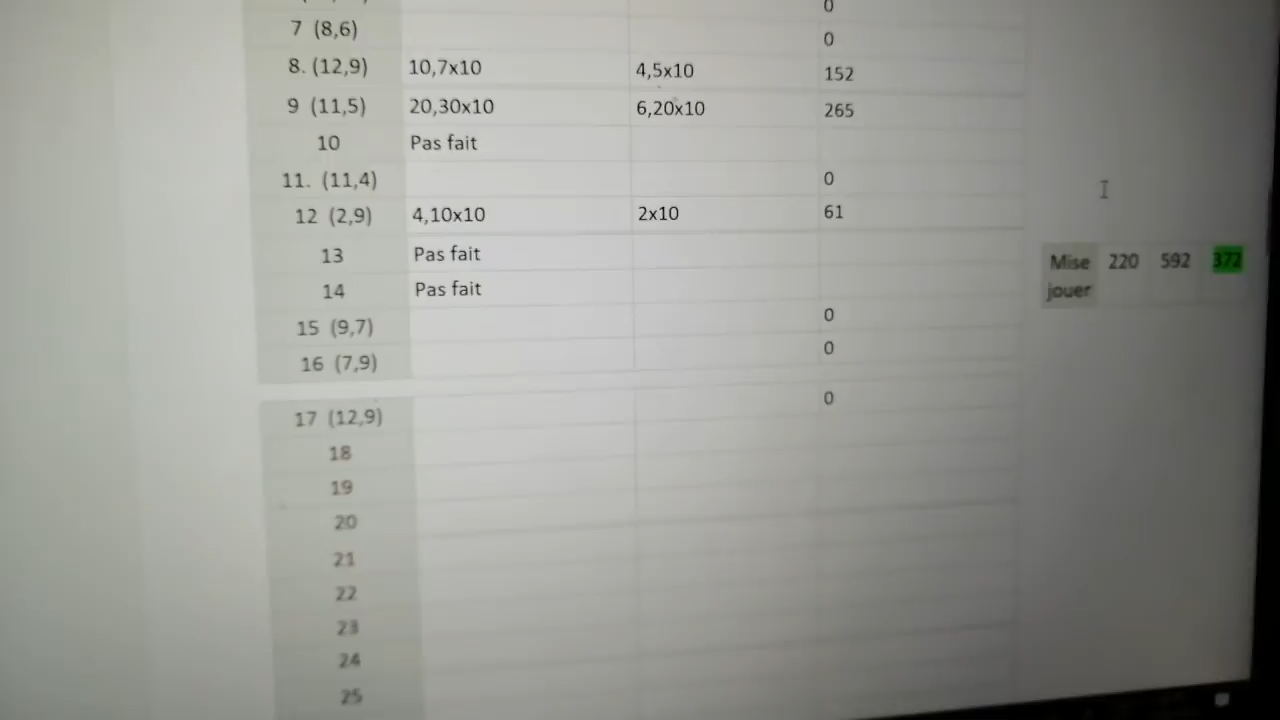 0
7 (8,6) 0
8. (12,9) 10,7x10 4,5x10 152
9 (11,5) 20,30x10 6,20x10 265
10 Pas fait
11. (11,4) 0
12 (2,9) 4,10x10 2x10 61
13 Pas fait
Mise jouer 220 592 372
14 Pas fait
15 (9,7) 0
16 (7,9) 0
17 (12,9) 0
18
19
20
21
22
23
24
25